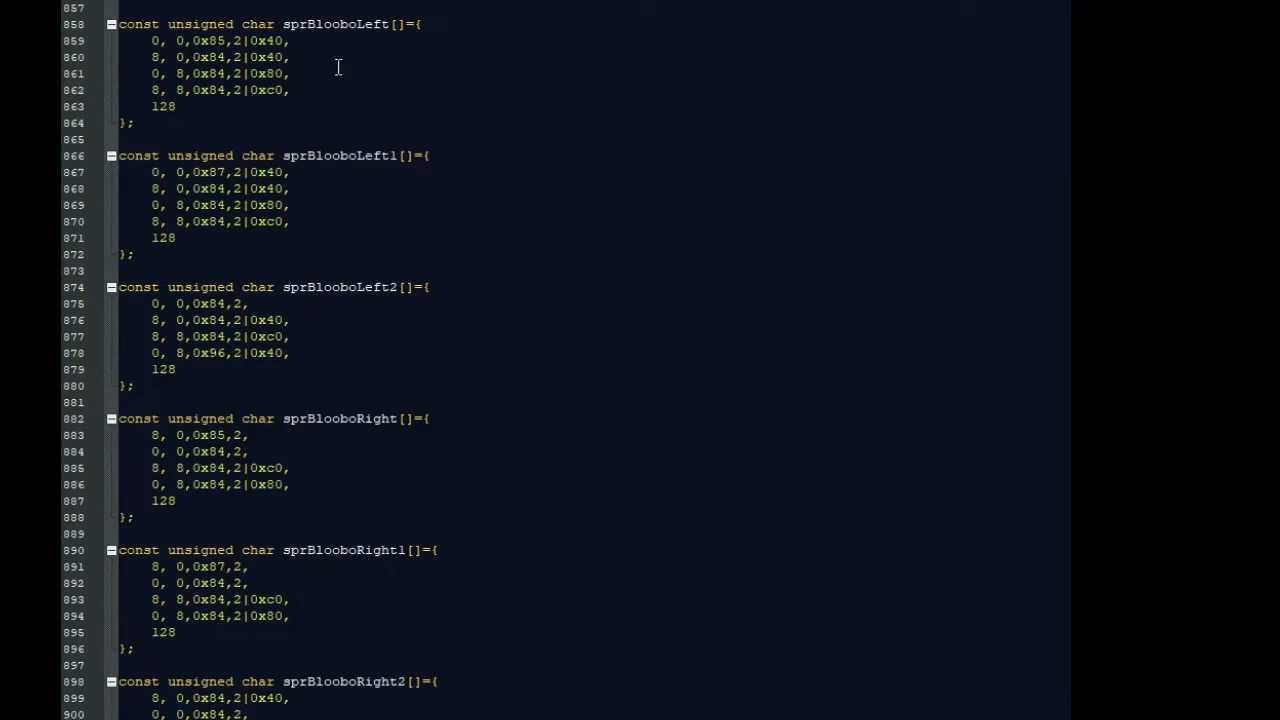 857
858 const unsigned char sprBlooboLeft[]={
859 0, 0,0x85,2|0x40,
860 8, 0,0x84,2|0x40,
861 0, 8,0x84,2|0x80,
862 8, 8,0x84,2|0xc0,
863 128
864 };
865
866 const unsigned char sprBlooboLeft1[]={
867 0, 0,0x87,2|0x40,
868 8, 0,0x84,2|0x40,
869 0, 8,0x84,2|0x80,
870 8, 8,0x84,2|0xc0,
871 128
872 };
873
874 const unsigned char sprBlooboLeft2[]={
875 0, 0,0x84,2,
876 8, 0,0x84,2|0x40,
877 8, 8,0x84,2|0xc0,
878 0, 8,0x96,2|0x40,
879 128
880 };
881
882 const unsigned char sprBlooboRight[]={
883 8, 0,0x85,2,
884 0, 0,0x84,2,
885 8, 8,0x84,2|0xc0,
886 0, 8,0x84,2|0x80,
887 128
888 };
889
890 const unsigned char sprBlooboRight1[]={
891 8, 0,0x87,2,
892 0, 0,0x84,2,
893 8, 8,0x84,2|0xc0,
894 0, 8,0x84,2|0x80,
895 128
896 };
897
898 const unsigned char sprBlooboRight2[]={
899 8, 0,0x84,2|0x40,
900 0, 0,0x84,2,